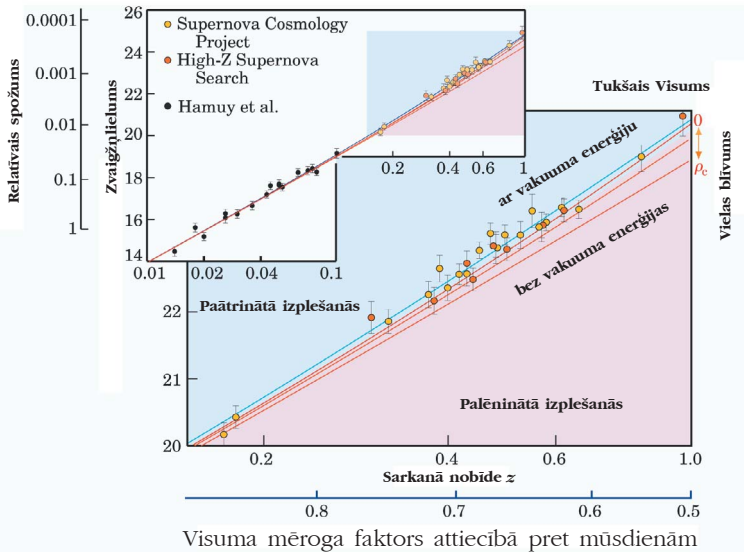 0.0001
0.001
0.01
0.1
1
Relatīvais spožums
Zvaigžņlielums
26
24
22
20
18
16
14
Supernova Cosmology
Project
High-Z Supernova
Search
Hamuy et al.
0.01
0.02
0.04
0.1
0.2
0.4
0.6
1
Tukšais Visums
0
ρc
Vielas blīvums
ar vakuuma enerģiju
bez vakuuma enerģijas
Paātrinātā izplešanās
Palēninātā izplešanās
22
21
20
0.2
0.4
0.6
1.0
Sarkanā nobīde z
0.8
0.7
0.6
0.5
Visuma mēroga faktors attiecībā pret mūsdienām